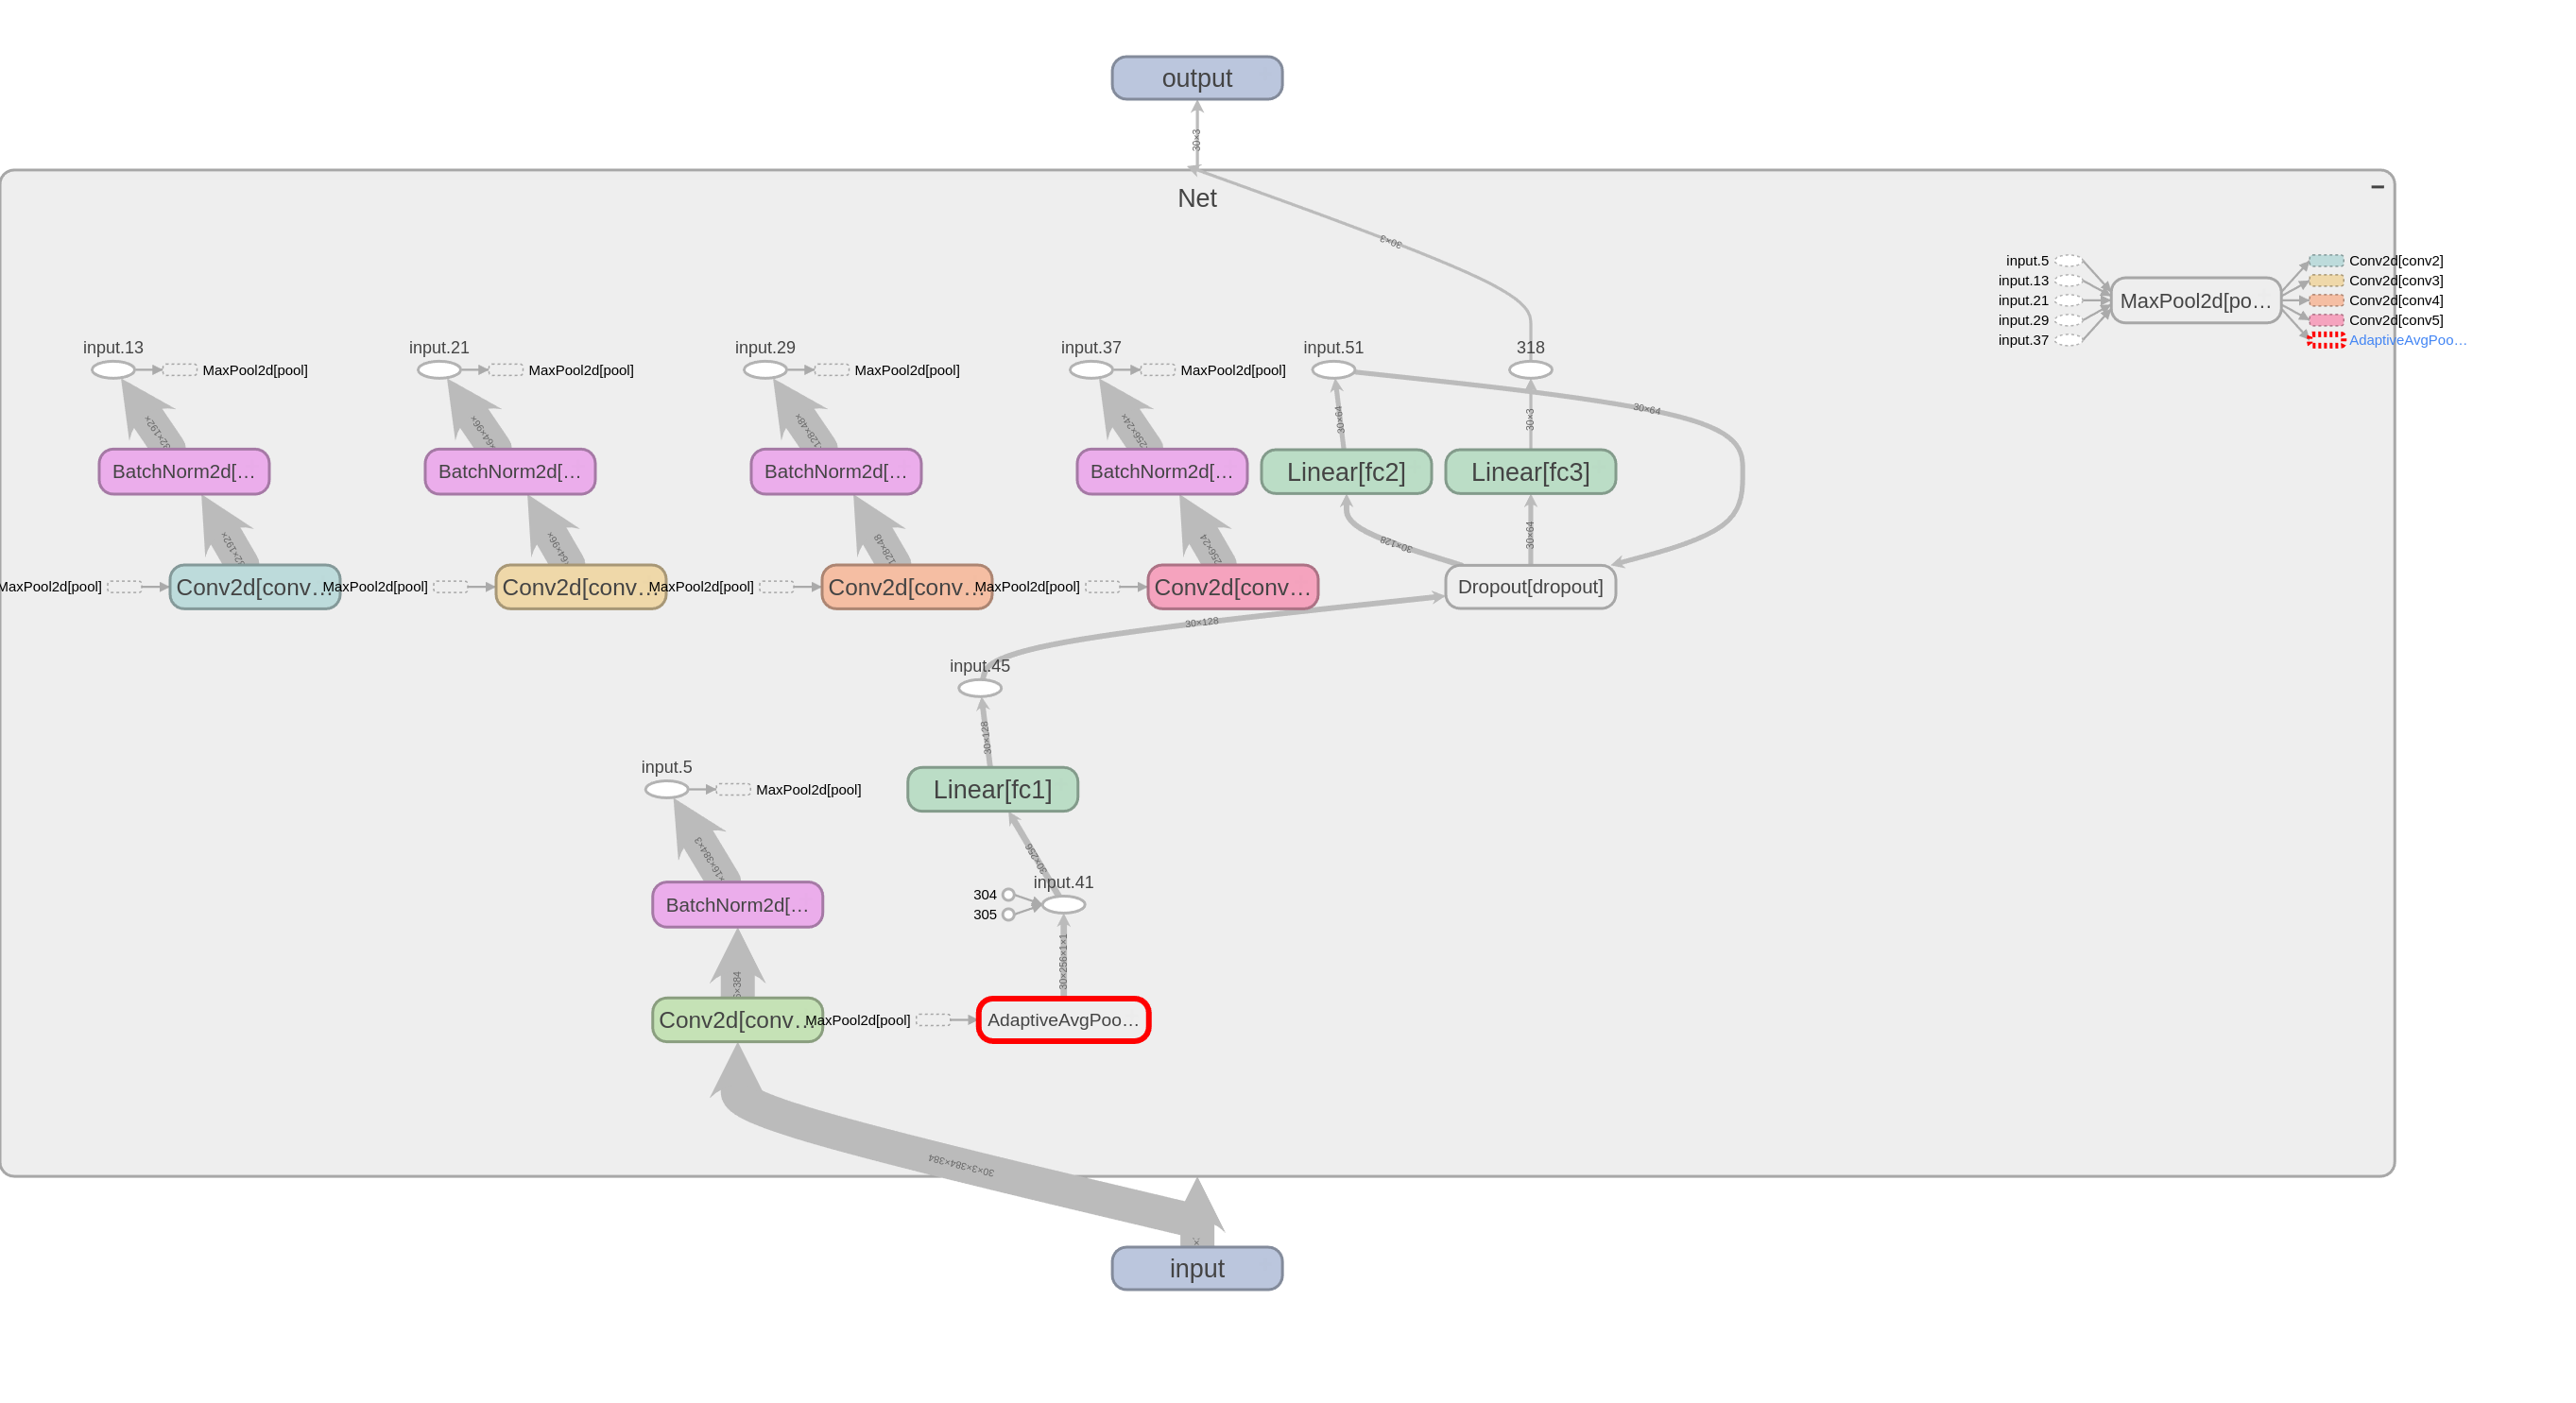 output
30×3
Net
30×3
input.5
input.13
input.21
input.29
input.37
MaxPool2d[po…
Conv2d[conv2]
Conv2d[conv3]
Conv2d[conv4]
Conv2d[conv5]
AdaptiveAvgPoo…
input.13
MaxPool2d[pool]
input.21
MaxPool2d[pool]
input.29
MaxPool2d[pool]
input.37
MaxPool2d[pool]
input.51
318
30×64
30×3
30×64
BatchNorm2d[…
BatchNorm2d[…
BatchNorm2d[…
BatchNorm2d[…
Linear[fc2]
Linear[fc3]
30×128
30×64
MaxPool2d[pool]
Conv2d[conv…
MaxPool2d[pool]
Conv2d[conv…
MaxPool2d[pool]
Conv2d[conv…
MaxPool2d[pool]
Conv2d[conv…
Dropout[dropout]
30×128
input.45
30×128
input.5
MaxPool2d[pool]
Linear[fc1]
30×256
BatchNorm2d[…
304
305
input.41
30×256×1×1
Conv2d[conv…
MaxPool2d[pool]
AdaptiveAvgPoo…
30×3×384×384
input